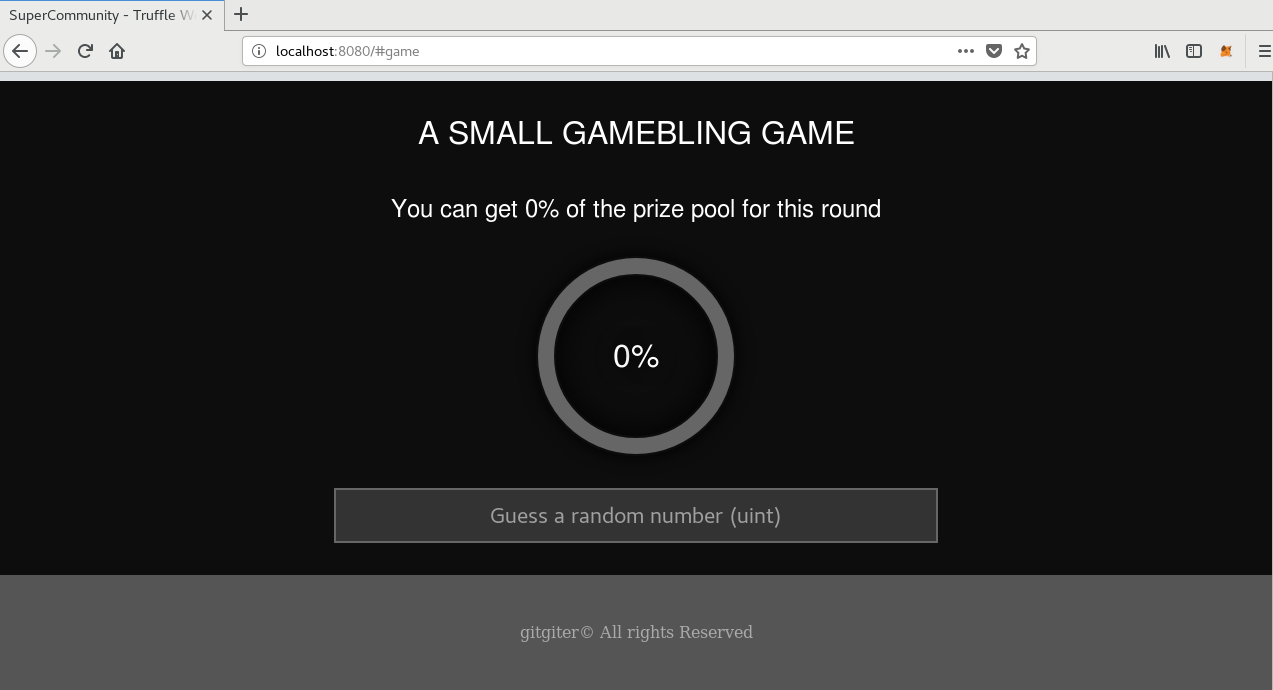 SuperCommunity - Truffle W
localhost:8080/#game
A SMALL GAMEBLING GAME
You can get 0% of the prize pool for this round
0%
Guess a random number (uint)
gitgiter© All rights Reserved